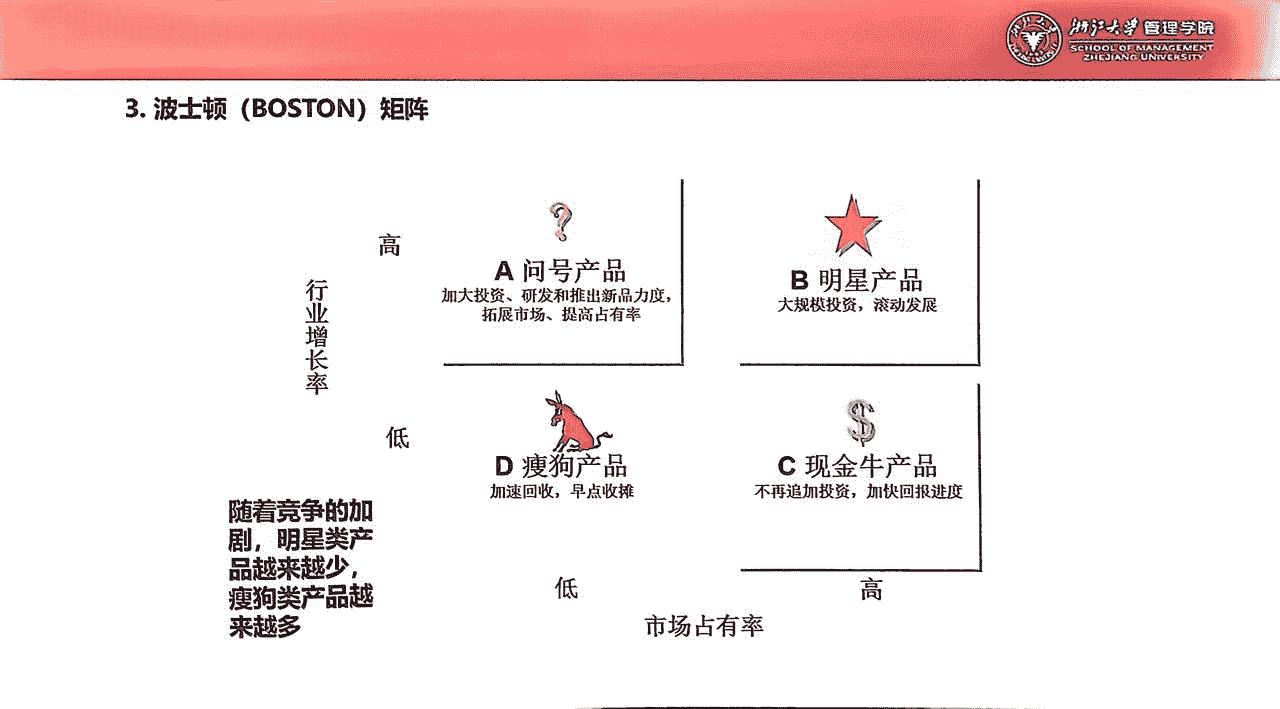 浙江大学管理学院
SCHOOL OF MANAGEMENT
ZHEJIANG UNIVERSITY
3. 波士顿（BOSTON）矩阵
高
行业增长率
低
?
A 问号产品
加大投资、研发和推出新品力度，
拓展市场、提高占有率
B 明星产品
大规模投资，滚动发展
D 瘦狗产品
加速回收，早点收摊
$
C 现金牛产品
不再追加投资，加快回报进度
随着竞争的加
剧，明星类产
品越来越少，
瘦狗类产品越
来越多
低
高
市场占有率